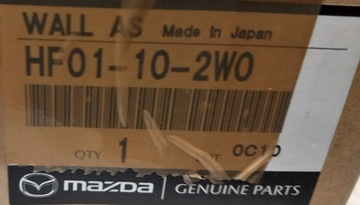 WALL AS Made In Japan
HF01-10-2W0
QTY 1 0C10
mazda GENUINE PARTS